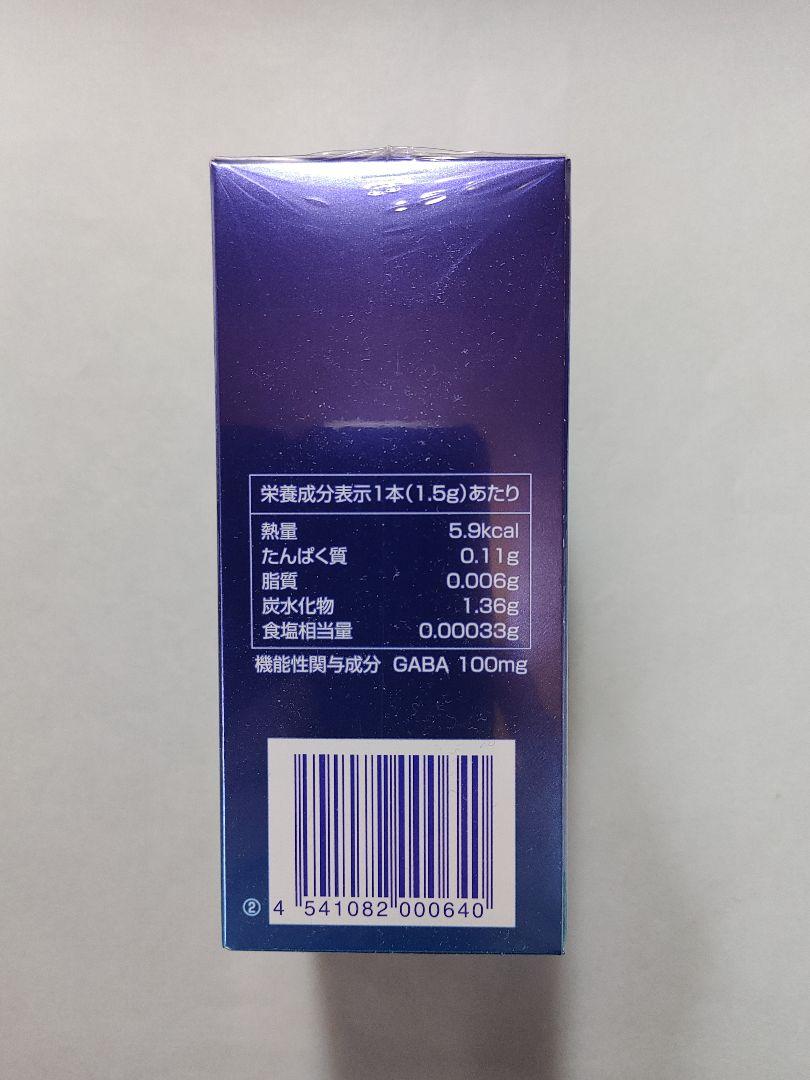 栄養成分表示1本(1.5g)あたり
熱量 5.9kcal
たんぱく質 0.11g
脂質 0.006g
炭水化物 1.36g
食塩相当量 0.00033g
機能性関与成分 GABA 100mg
② 4 541082 000640